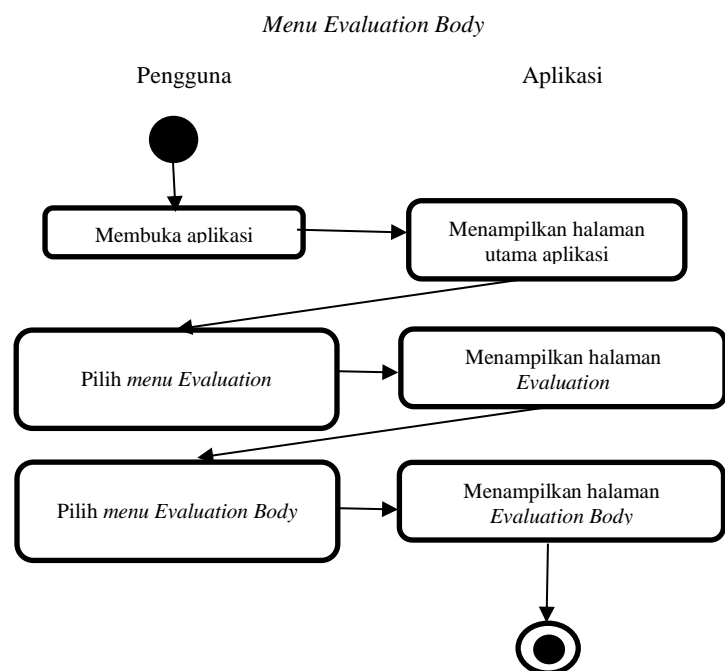 Menu Evaluation Body
Pengguna
Aplikasi
Membuka aplikasi
Menampilkan halaman
utama aplikasi
Pilih menu Evaluation
Menampilkan halaman
Evaluation
Pilih menu Evaluation Body
Menampilkan halaman
Evaluation Body